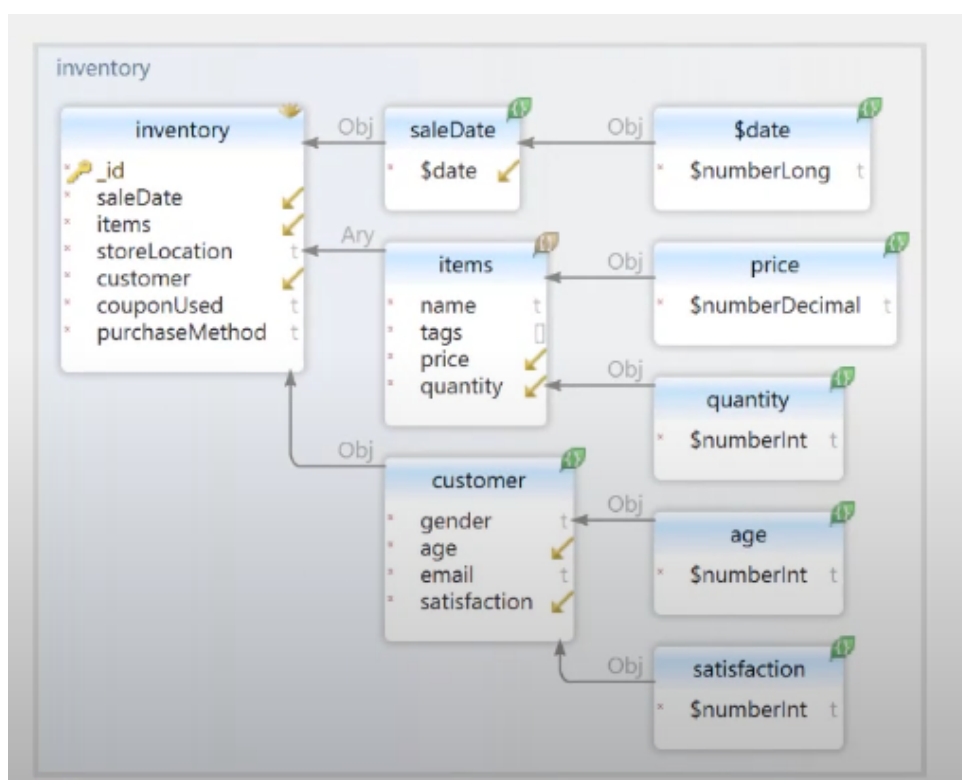 inventory
inventory
_id
saleDate
items
storeLocation t
customer
couponUsed t
purchaseMethod t
Obj
saleDate
$date
Obj
$date
$numberLong t
Ary
items
name t
tags []
price
quantity
Obj
price
$numberDecimal t
Obj
quantity
$numberInt t
Obj
customer
gender t
age
email t
satisfaction
Obj
age
$numberInt t
Obj
satisfaction
$numberInt t